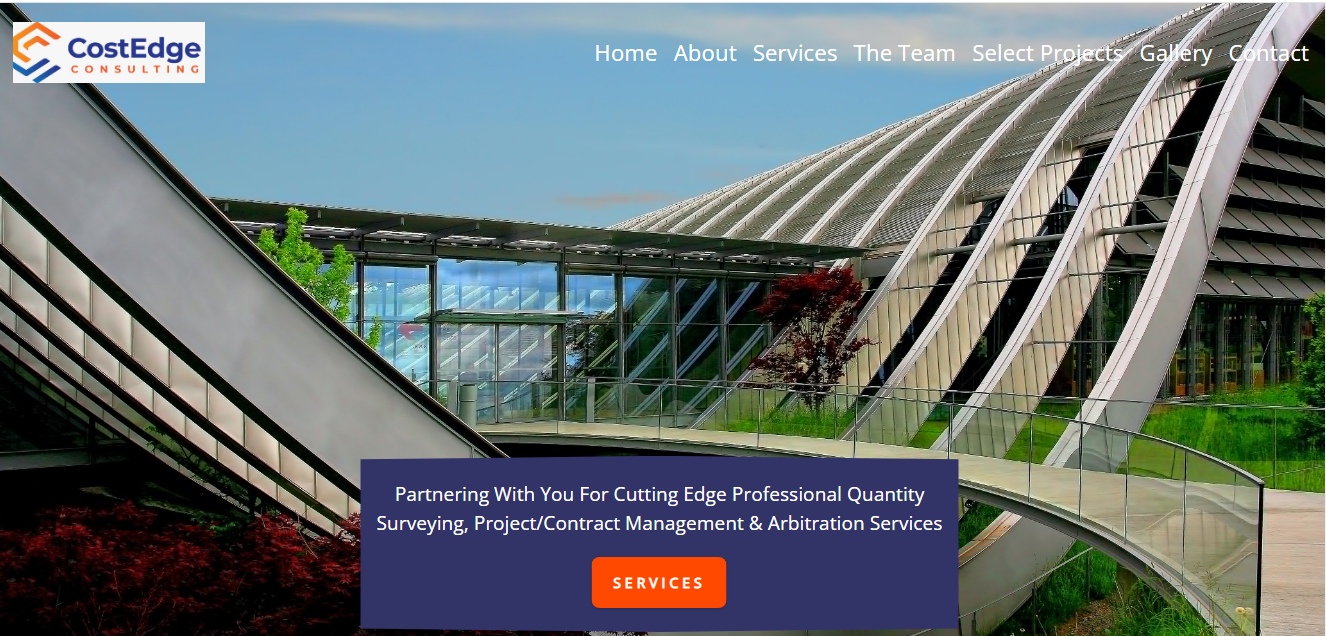 CostEdge
CONSULTING
Home About Services The Team Select Projects Gallery Contact
Partnering With You For Cutting Edge Professional Quantity
Surveying, Project/Contract Management & Arbitration Services
SERVICES